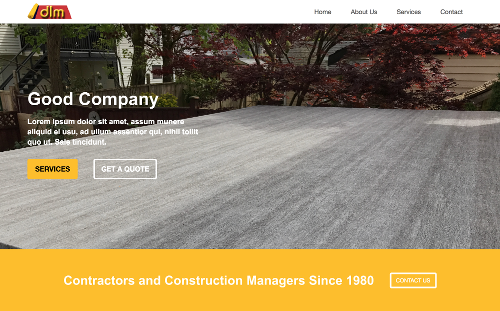 dlm
Home About Us Services Contact
Good Company
Lorem ipsum dolor sit amet, assum munere
aliquid ei usu, ad ullum assentior qui, nihil tollit
quo ut. Sale tincidunt.
SERVICES GET A QUOTE
Contractors and Construction Managers Since 1980 CONTACT US